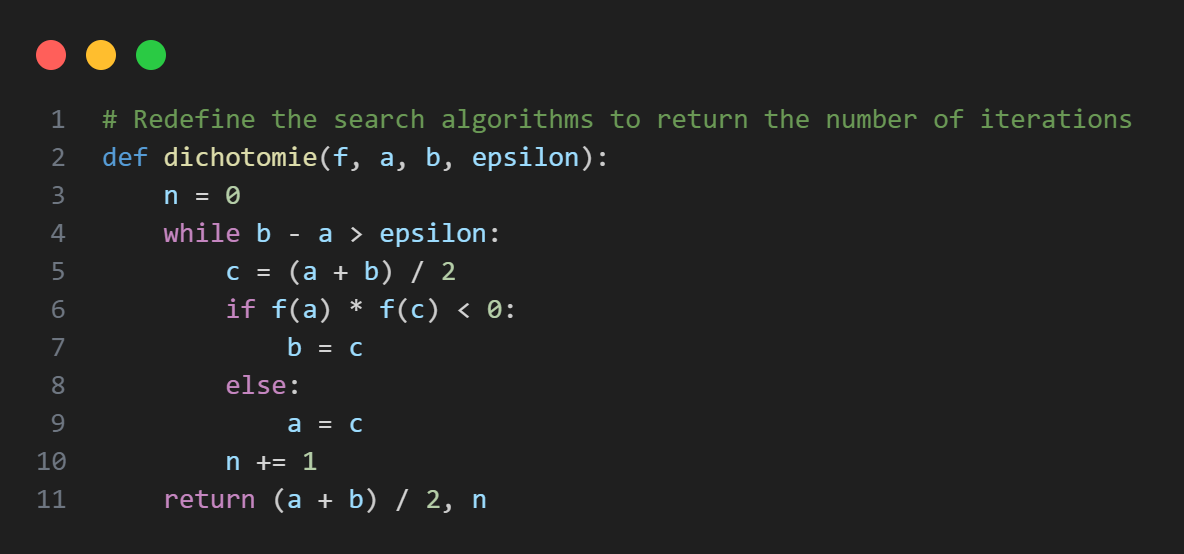 1 # Redefine the search algorithms to return the number of iterations
2 def dichotomie(f, a, b, epsilon):
3     n = 0
4     while b - a > epsilon:
5         c = (a + b) / 2
6         if f(a) * f(c) < 0:
7             b = c
8         else:
9             a = c
10         n += 1
11     return (a + b) / 2, n